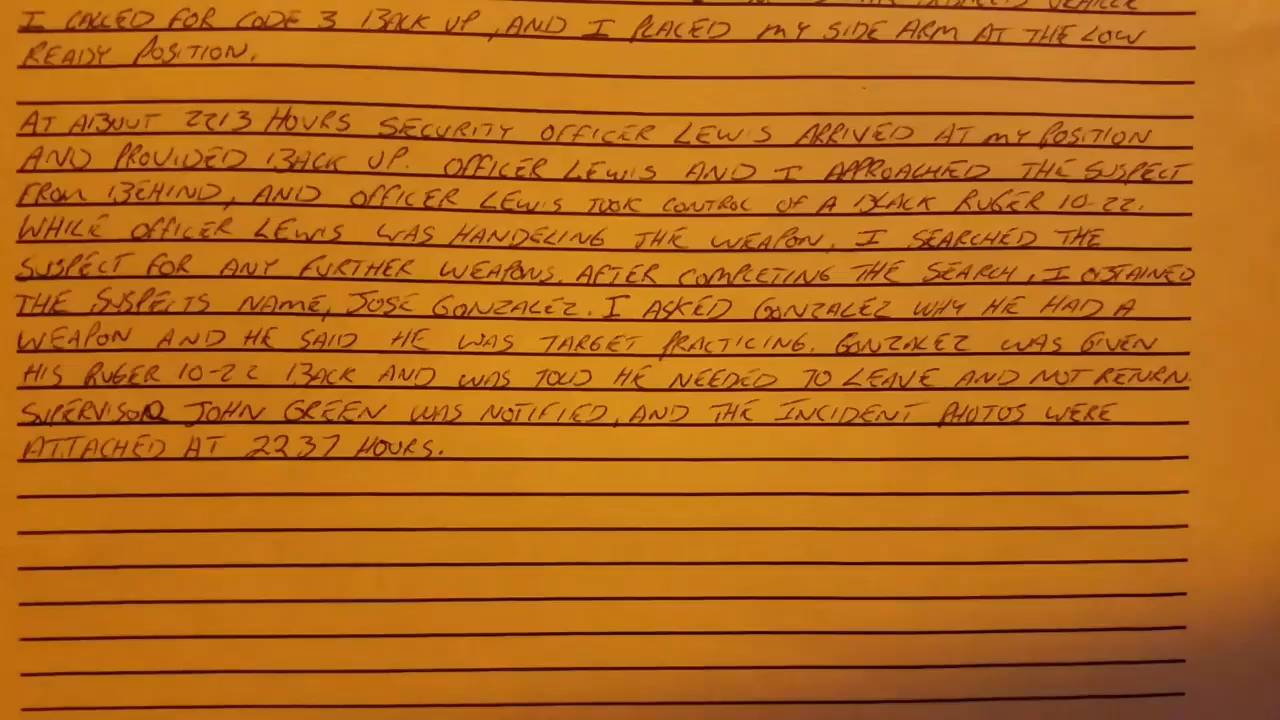 VEHICLE
I CALLED FOR CODE 3 BACK UP, AND I PLACED MY SIDE ARM AT THE LOW
READY POSITION.
AT ABOUT 2213 HOURS SECURITY OFFICER LEWIS ARRIVED AT MY POSITION
AND PROVIDED BACK UP. OFFICER LEWIS AND I APPROACHED THE SUSPECT
FROM BEHIND, AND OFFICER LEWIS TOOK CONTROL OF A BLACK RUGER 10-22.
WHILE OFFICER LEWIS WAS HANDELING THE WEAPON, I SEARCHED THE
SUSPECT FOR ANY FURTHER WEAPONS. AFTER COMPLETING THE SEARCH, I OBTAINED
THE SUSPECTS NAME, JOSE GONZALEZ. I ASKED GONZALEZ WHY HE HAD A
WEAPON AND HE SAID HE WAS TARGET PRACTICING. GONZALEZ WAS GIVEN
HIS RUGER 10-22 BACK AND WAS TOLD HE NEEDED TO LEAVE AND NOT RETURN.
SUPERVISOR JOHN GREEN WAS NOTIFIED, AND THE INCIDENT PHOTOS WERE
ATTACHED AT 2237 HOURS.